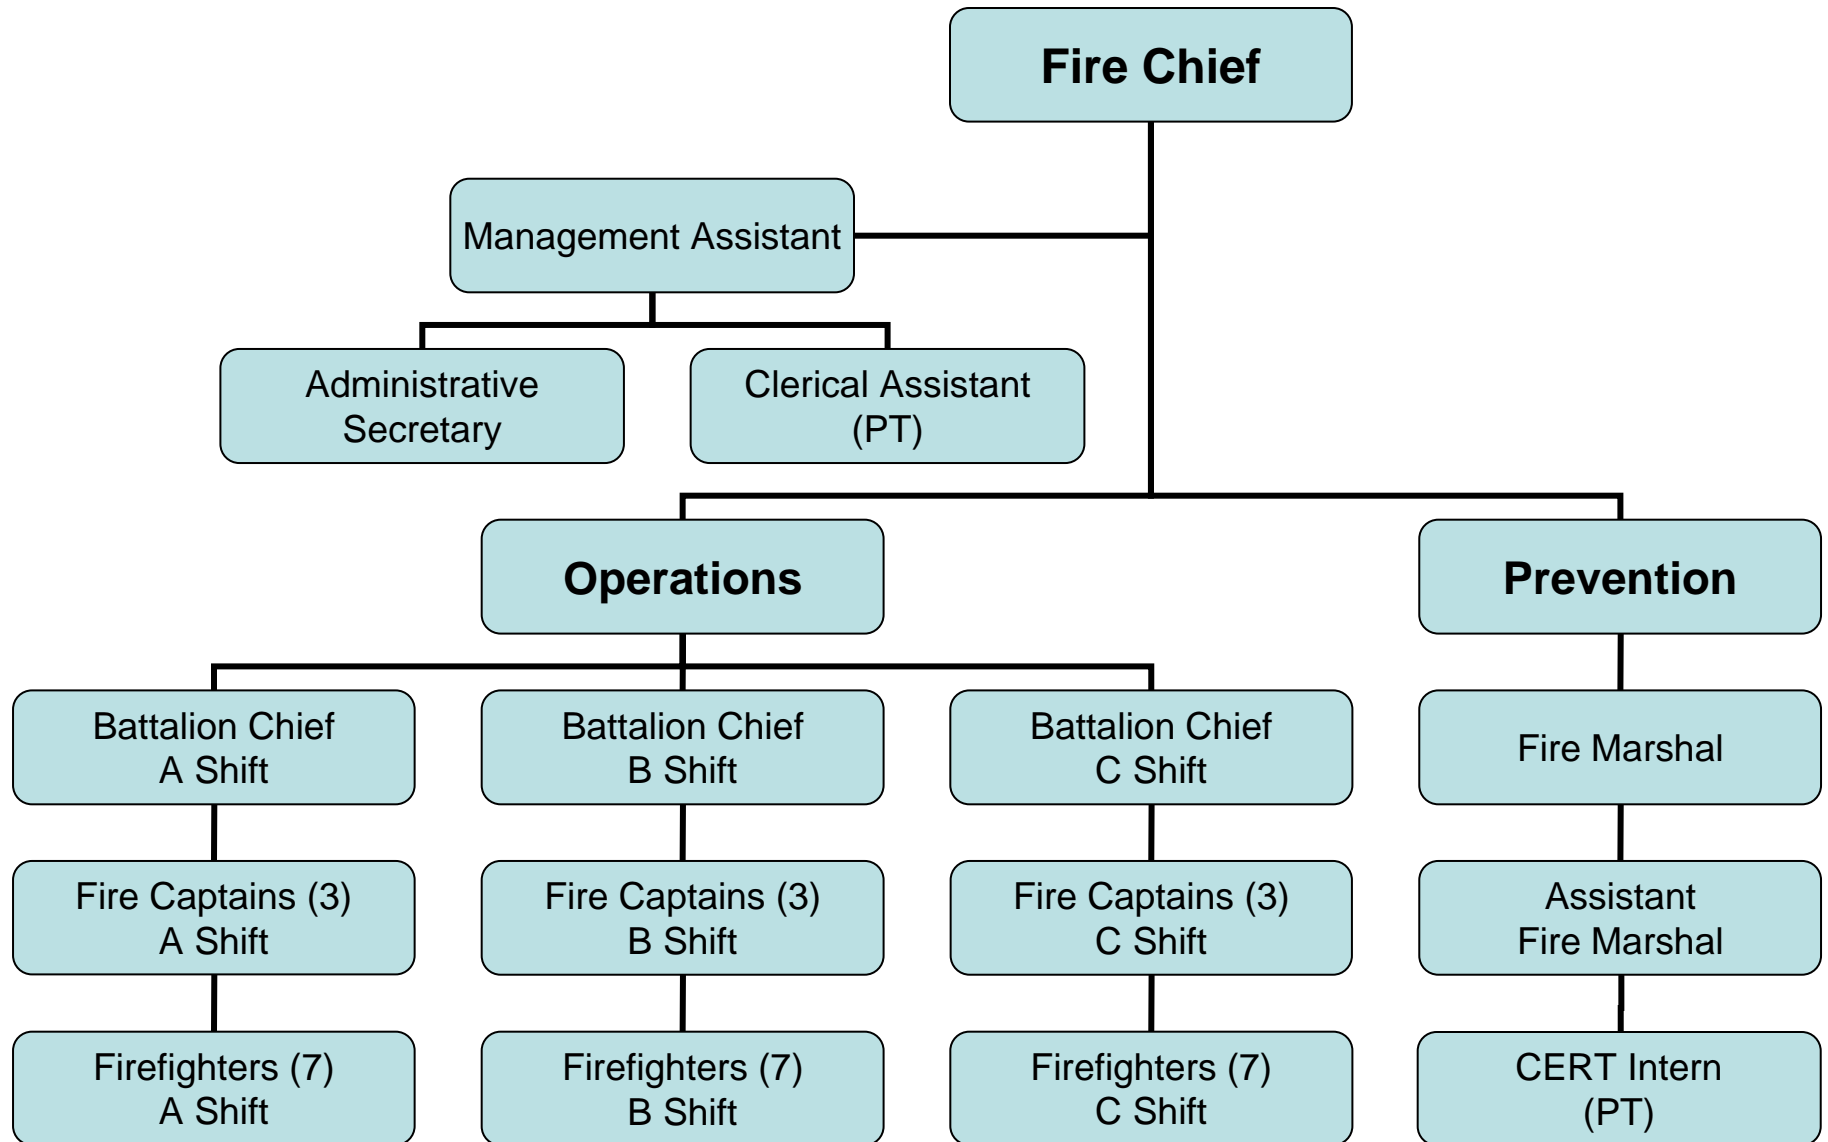 Fire Chief
Management Assistant
Administrative
Secretary
Clerical Assistant
(PT)
Operations
Prevention
Battalion Chief
A Shift
Battalion Chief
B Shift
Battalion Chief
C Shift
Fire Marshal
Fire Captains (3)
A Shift
Fire Captains (3)
B Shift
Fire Captains (3)
C Shift
Assistant
Fire Marshal
Firefighters (7)
A Shift
Firefighters (7)
B Shift
Firefighters (7)
C Shift
CERT Intern
(PT)